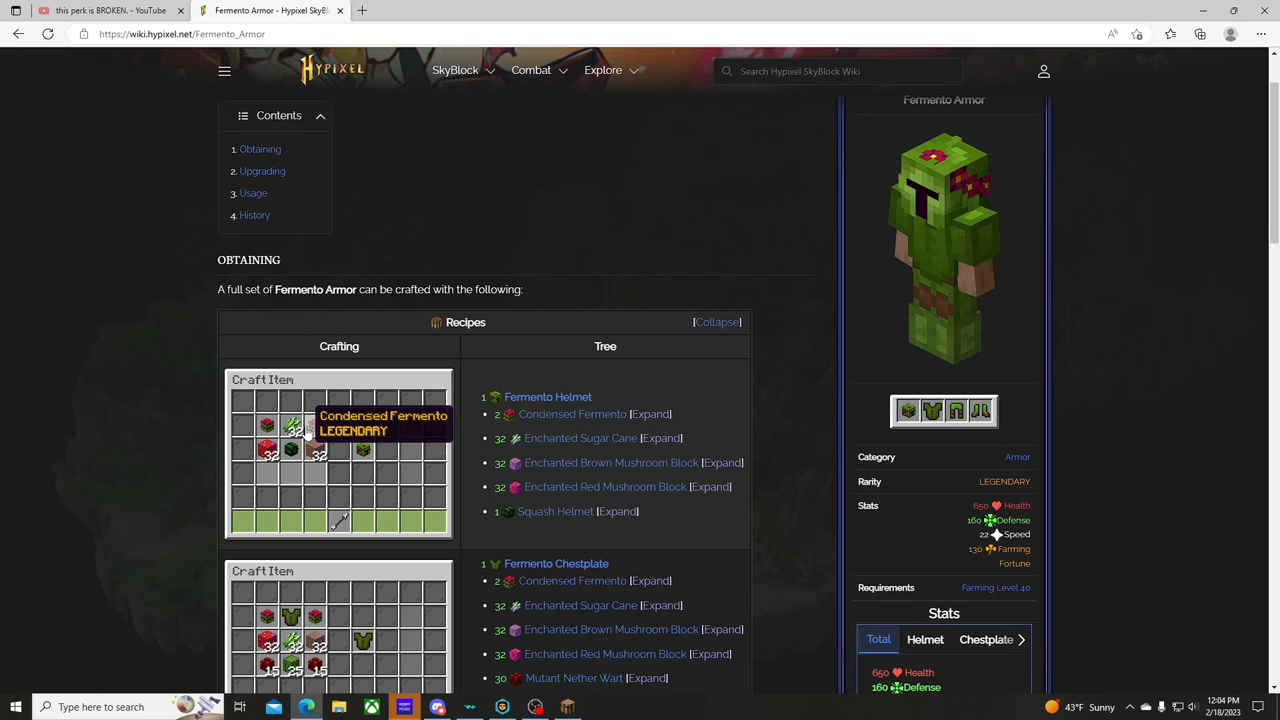 this perk is BROKEN. - YouTube
Fermento Armor - Hypixel SkyBlo
https://wiki.hypixel.net/Fermento_Armor
HYPIXEL
SkyBlock
Combat
Explore
Search Hypixel SkyBlock Wiki
Contents
1. Obtaining
2. Upgrading
3. Usage
4. History
OBTAINING
A full set of Fermento Armor can be crafted with the following:
Recipes
[Collapse]
Crafting
Tree
Craft Item
32
Condensed Fermento
LEGENDARY
32
32
1 Fermento Helmet
2 Condensed Fermento [Expand]
32 Enchanted Sugar Cane [Expand]
32 Enchanted Brown Mushroom Block [Expand]
32 Enchanted Red Mushroom Block [Expand]
1 Squash Helmet [Expand]
Craft Item
32 32 32
15 25 15
1 Fermento Chestplate
2 Condensed Fermento [Expand]
32 Enchanted Sugar Cane [Expand]
32 Enchanted Brown Mushroom Block [Expand]
32 Enchanted Red Mushroom Block [Expand]
30 Mutant Nether Wart [Expand]
Fermento Armor
Category
Armor
Rarity
LEGENDARY
Stats
650 Health
160 Defense
22 Speed
130 Farming
Fortune
Requirements
Farming Level 40
Stats
Total
Helmet
Chestplate
650 Health
160 Defense
Type here to search
43°F Sunny
12:04 PM
2/18/2023